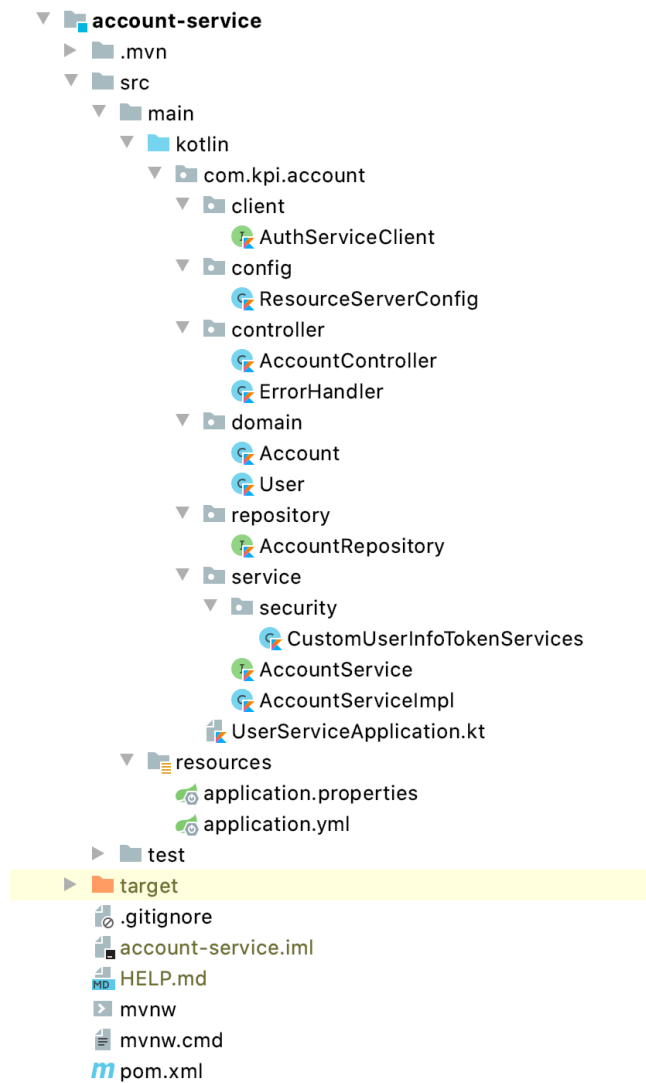 account-service
.mvn
src
main
kotlin
com.kpi.account
client
AuthServiceClient
config
ResourceServerConfig
controller
AccountController
ErrorHandler
domain
Account
User
repository
AccountRepository
service
security
CustomUserInfoTokenServices
AccountService
AccountServiceImpl
UserServiceApplication.kt
resources
application.properties
application.yml
test
target
.gitignore
account-service.iml
MD HELP.md
mvnw
mvnw.cmd
m pom.xml